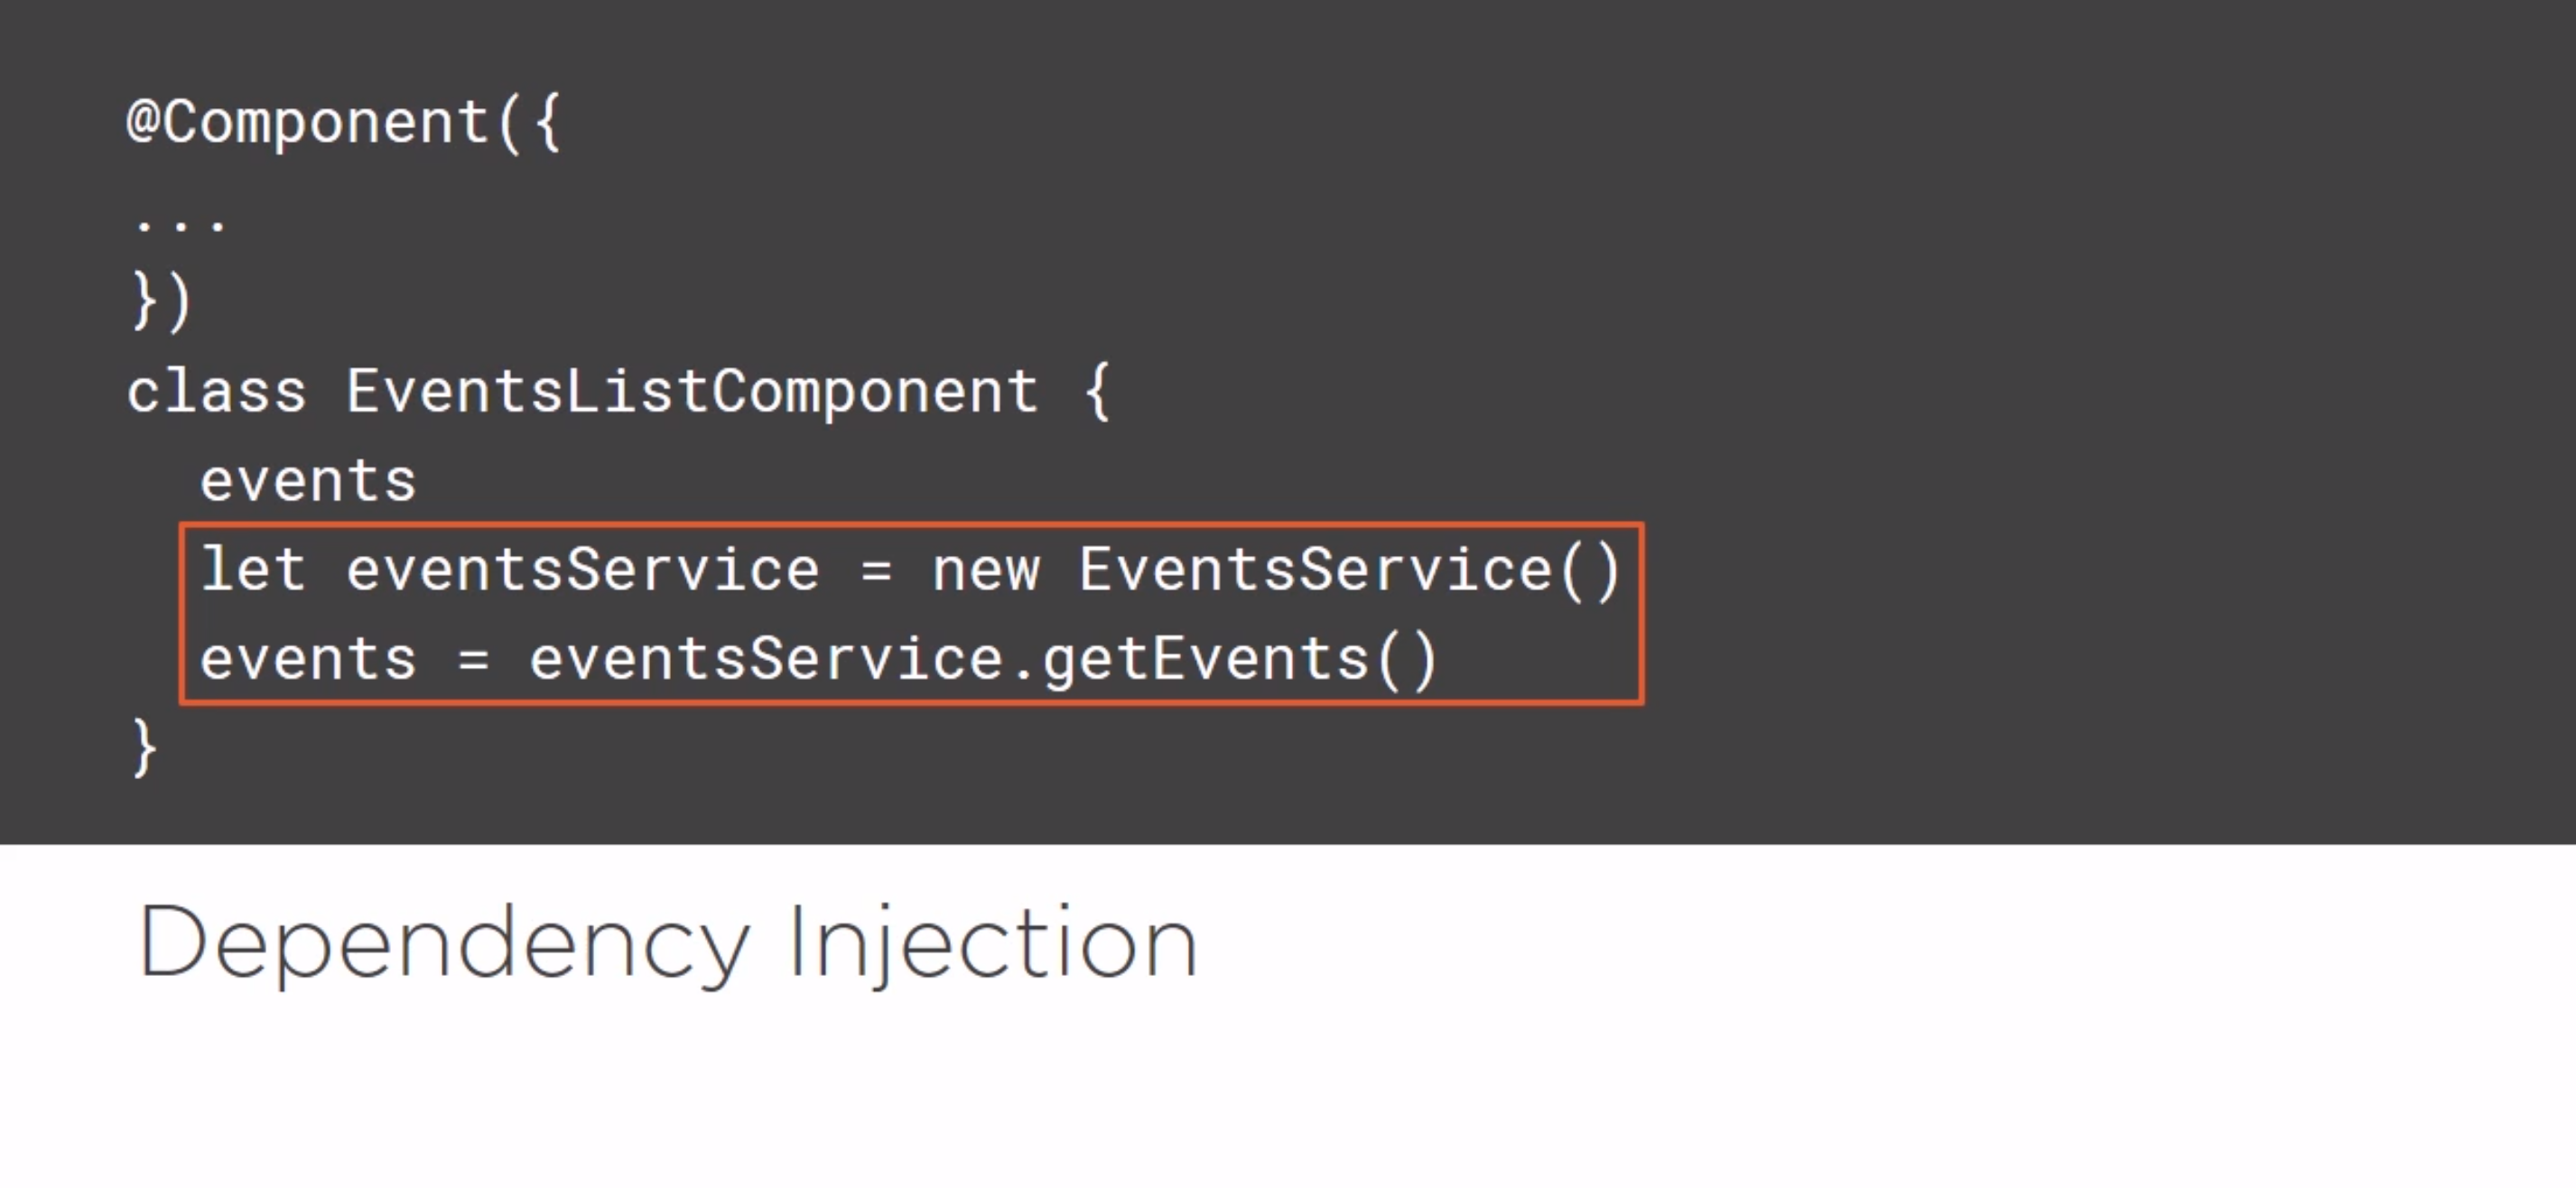 @Component({
...
})
class EventsListComponent {
  events
  let eventsService = new EventsService()
  events = eventsService.getEvents()
}
Dependency Injection